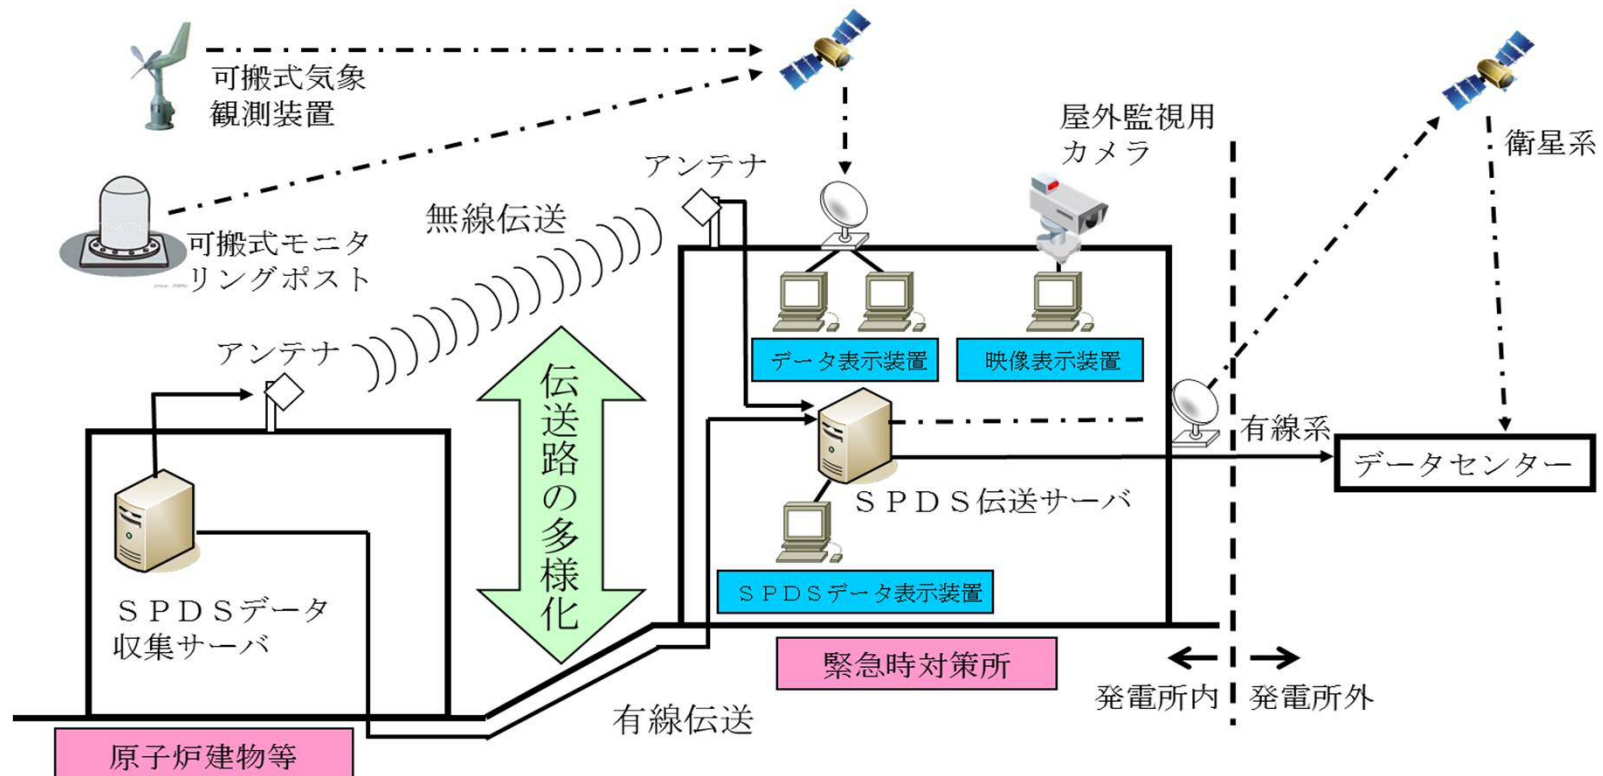 可搬式気象
観測装置
屋外監視用
カメラ
衛星系
アンテナ
無線伝送
可搬式モニタ
リングポスト
アンテナ
データ表示装置
映像表示装置
伝送路の多様化
有線系
データセンター
ＳＰＤＳ伝送サーバ
ＳＰＤＳデータ
収集サーバ
ＳＰＤＳデータ表示装置
緊急時対策所
発電所内
発電所外
有線伝送
原子炉建物等